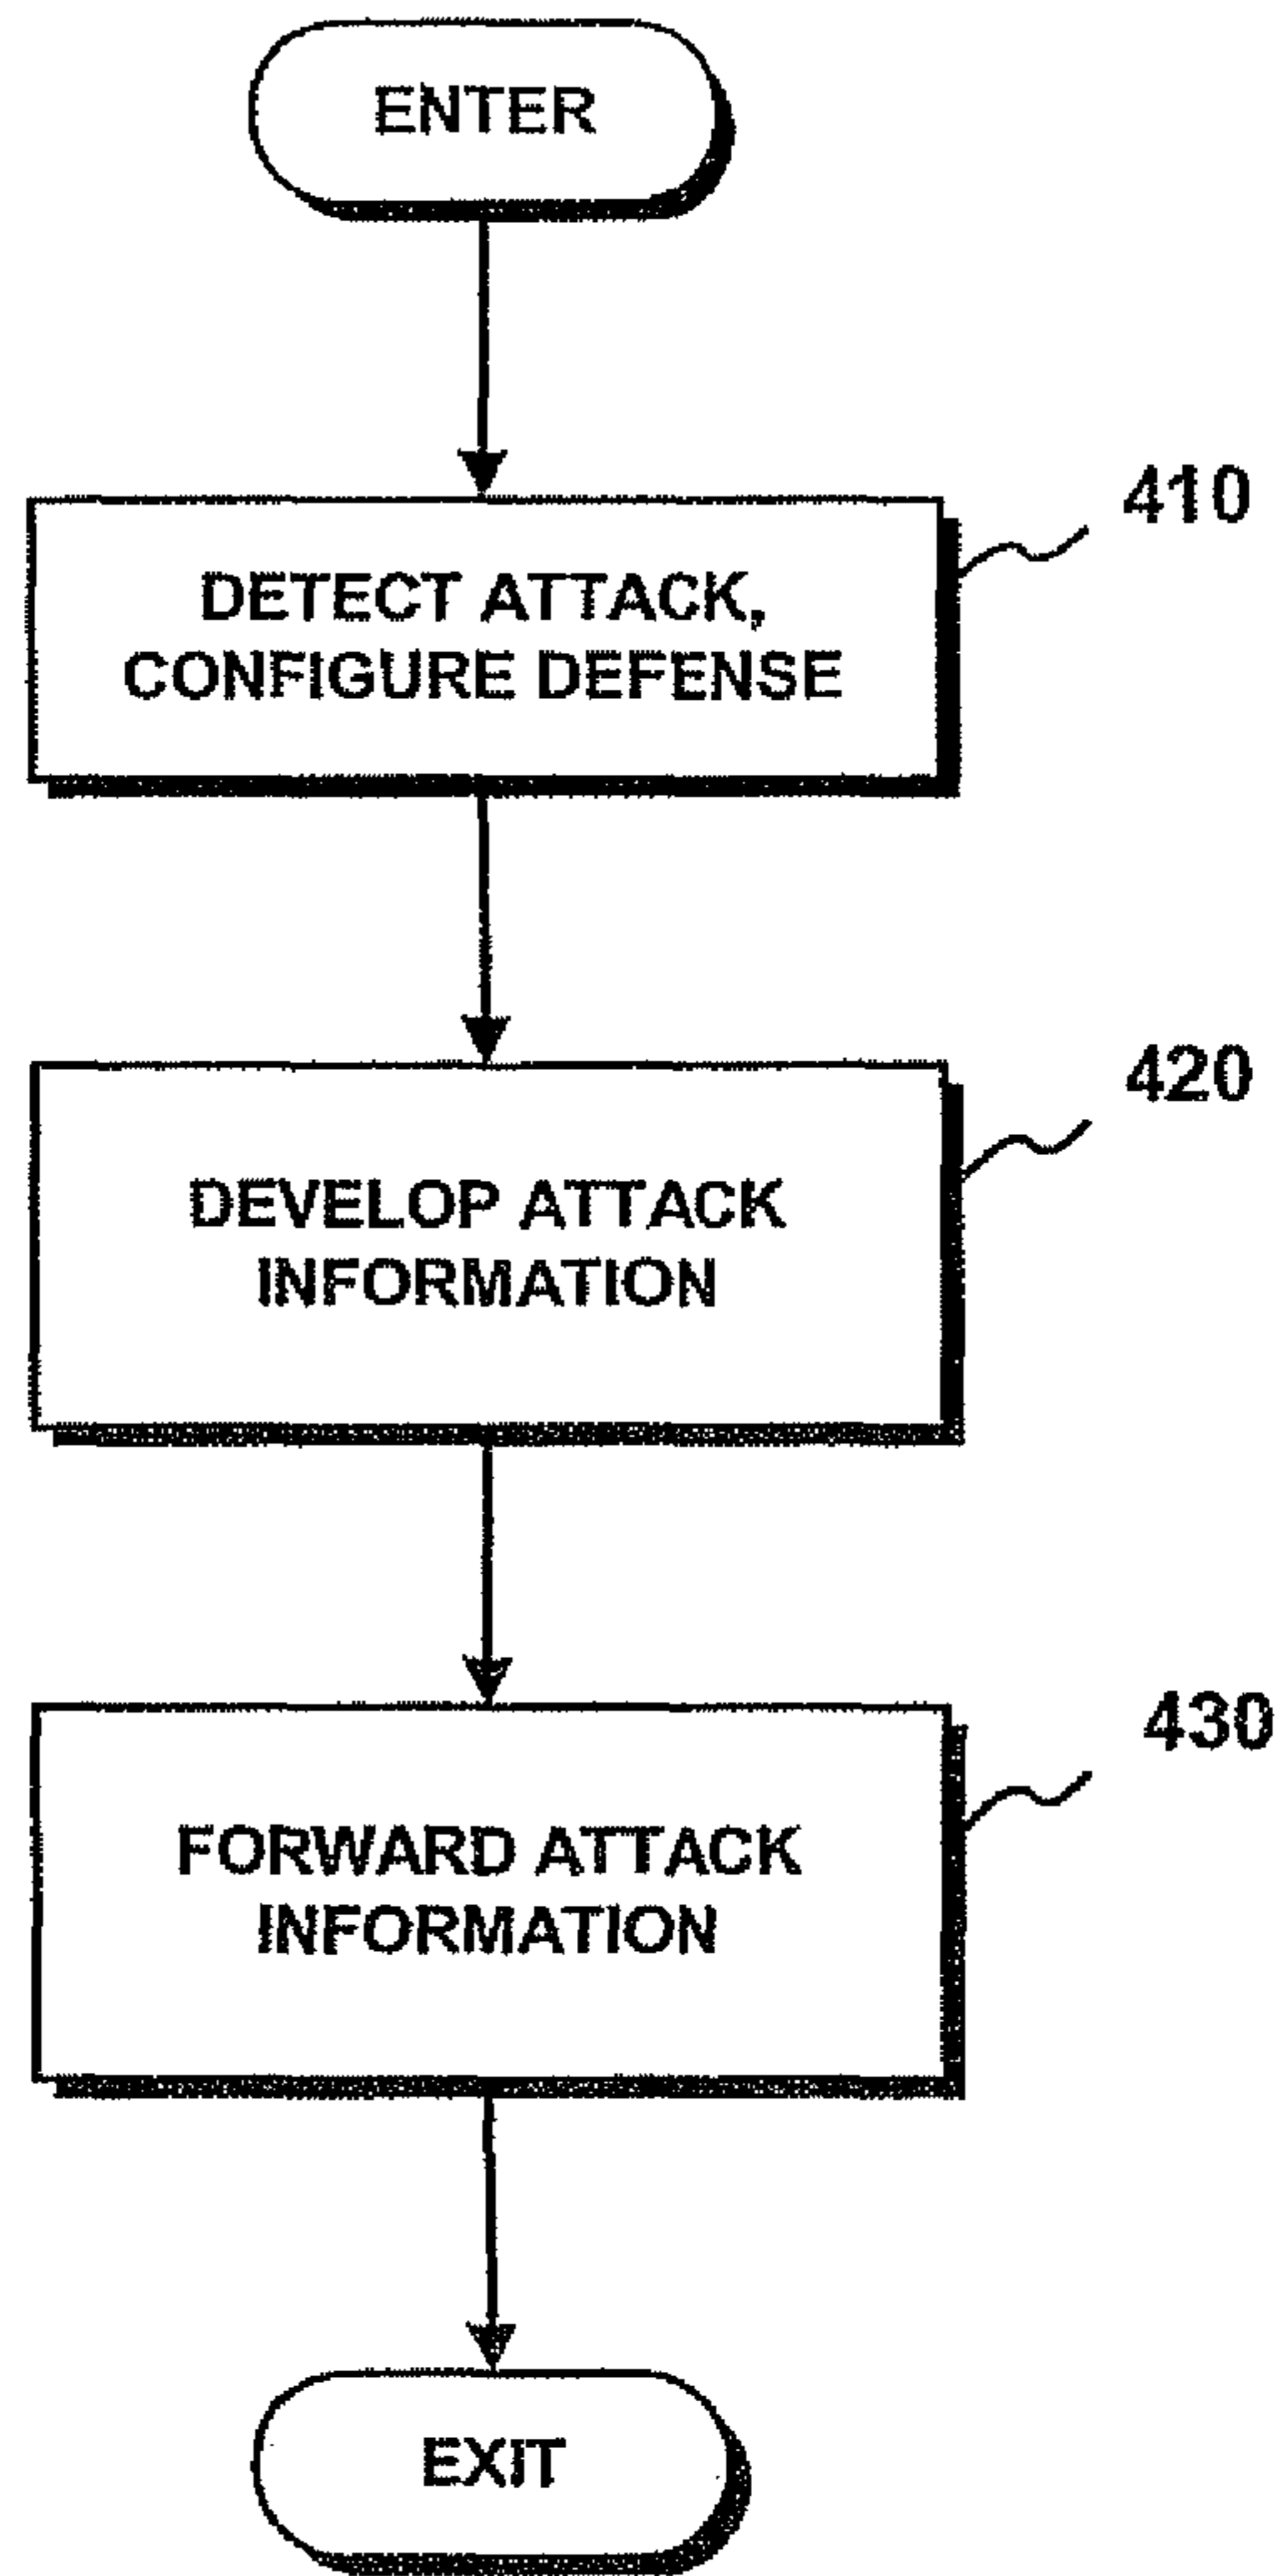 ENTER
410
DETECT ATTACK,
CONFIGURE DEFENSE
420
DEVELOP ATTACK
INFORMATION
430
FORWARD ATTACK
INFORMATION
EXIT